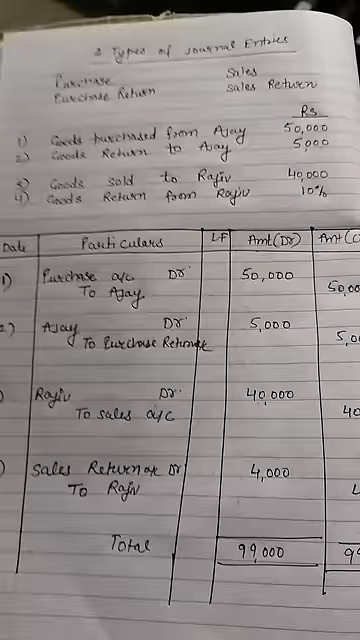 2 Types of Journal Entries
Purchase Sales
Purchase Return Sales Return
Rs
1) Goods purchased from Ajay 50,000
2) Goods Return to Ajay 5,000
3) Goods sold to Rajiv 40,000
4) Goods Return from Rajiv 10%
Date Particulars LF Amt(Dr) Amt(C
1) Purchase a/c Dr 50,000
To Ajay 50,00
2) Ajay Dr 5,000
To Purchase Return 5,0
) Rajiv Dr. 40,000
To sales a/c 40
) Sales Return a/c Dr 4,000
To Rajiv
Total 99,000 99